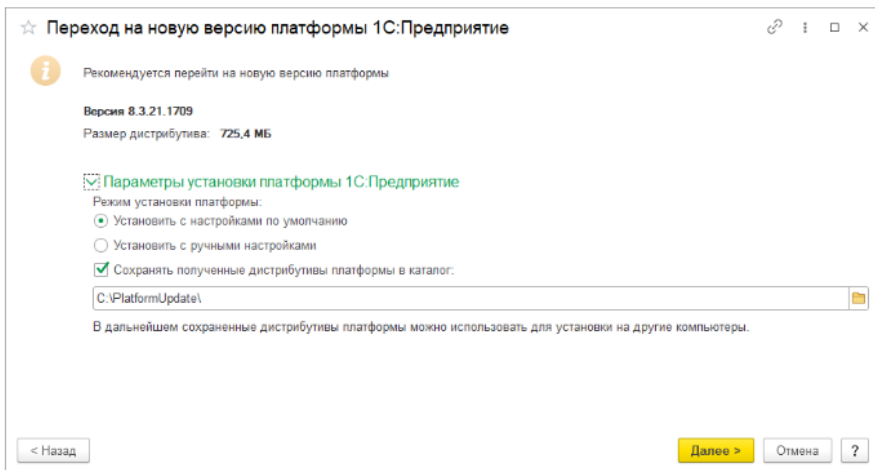 Переход на новую версию платформы 1С:Предприятие
Рекомендуется перейти на новую версию платформы
Версия 8.3.21.1709
Размер дистрибутива: 725,4 МБ
Параметры установки платформы 1С:Предприятие
Режим установки платформы:
Установить с настройками по умолчанию
Установить с ручными настройками
Сохранять полученные дистрибутивы платформы в каталог:
C:\PlatformUpdate\
В дальнейшем сохраненные дистрибутивы платформы можно использовать для установки на другие компьютеры.
< Назад Далее > Отмена ?